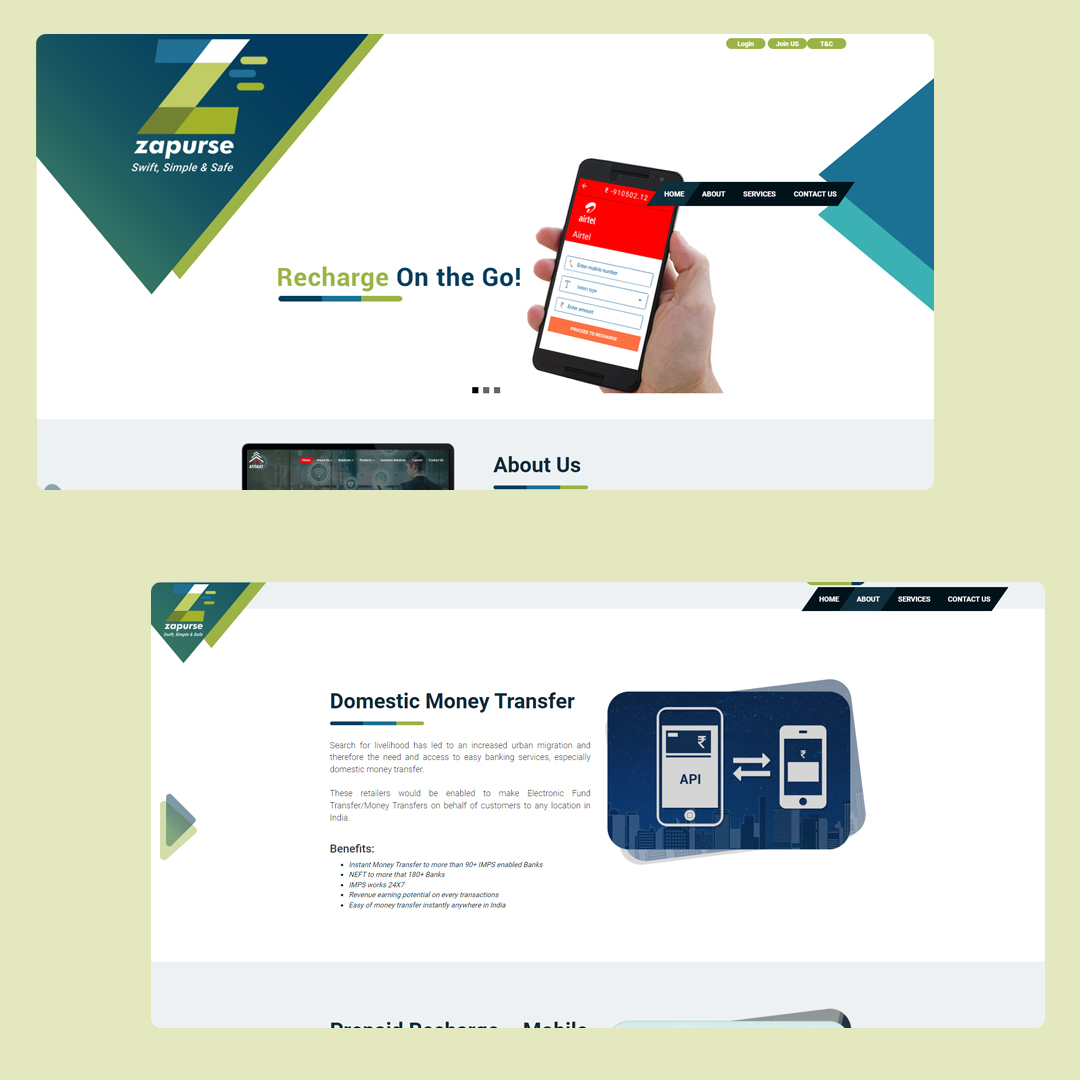 Login Join US T&C
zapurse
Swift, Simple & Safe
HOME ABOUT SERVICES CONTACT US
₹ -910502.12
airtel
Airtel
Enter mobile number
Select type
Enter amount
PROCEED TO RECHARGE
Recharge On the Go!
About Us
HOME ABOUT SERVICES CONTACT US
zapurse
Swift, Simple & Safe
Domestic Money Transfer
Search for livelihood has led to an increased urban migration and
therefore the need and access to easy banking services, especially
domestic money transfer.
These retailers would be enabled to make Electronic Fund
Transfer/Money Transfers on behalf of customers to any location in
India.
Benefits:
Instant Money Transfer to more than 90+ IMPS enabled Banks
NEFT to more that 180+ Banks
IMPS works 24X7
Revenue earning potential on every transactions
Easy of money transfer instantly anywhere in India
₹
API
₹
Prepaid Recharge – Mobile